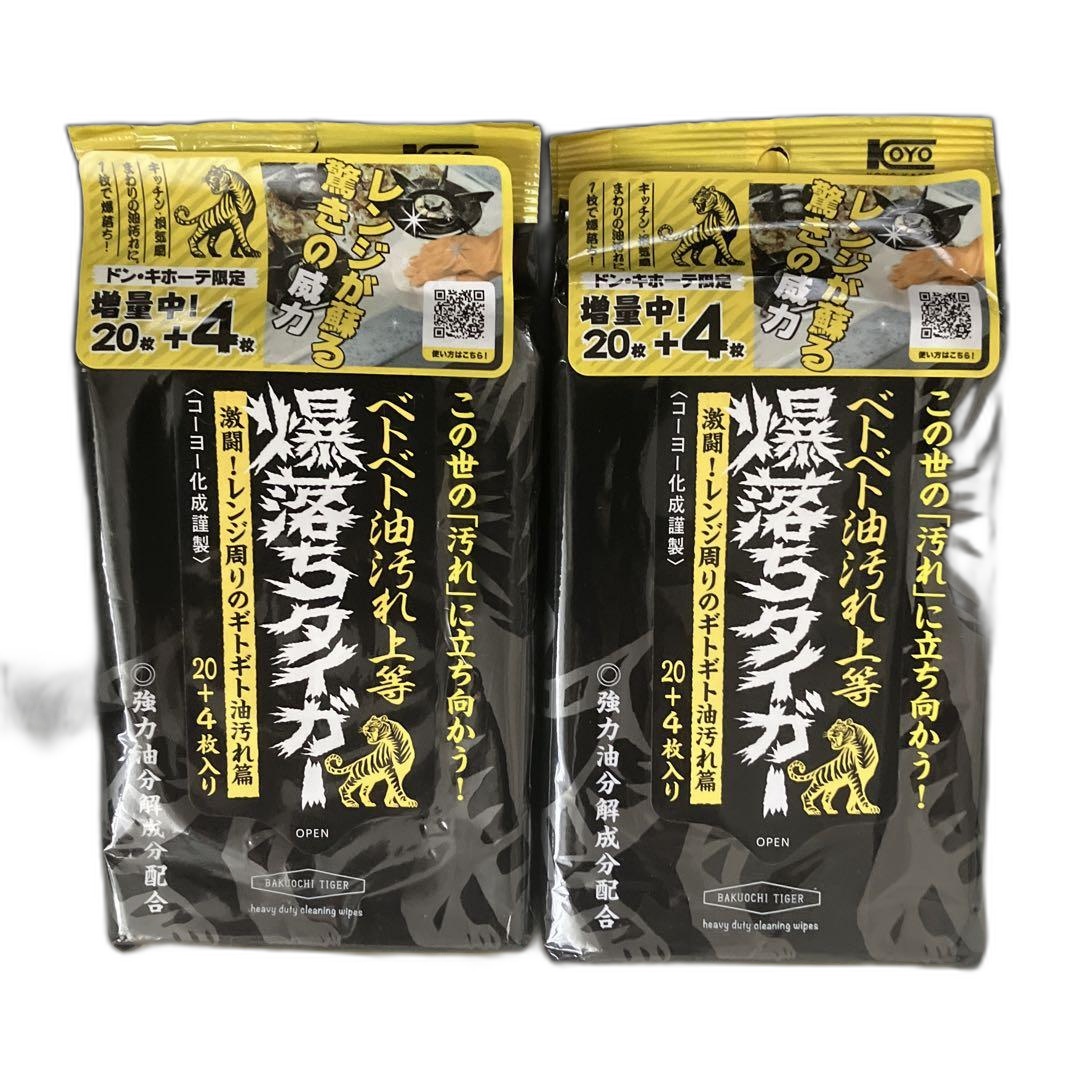 キッチン・換気扇
まわりの油汚れに
1枚で爆落ち!
レンジが蘇る
驚きの威力
ドン・キホーテ限定
増量中!
20枚+4枚
使い方はこちら!
この世の「汚れ」に立ち向かう!
ベトベト油汚れ上等
爆落ちタイガー
激闘!レンジ周りのギトギト油汚れ篇
〈コーヨー化成謹製〉
20+4枚入り
◎強力油分解成分配合
OPEN
BAKUOCHI TIGER
heavy duty cleaning wipes
KOYO
キッチン・換気扇
まわりの油汚れに
1枚で爆落ち!
レンジが蘇る
驚きの威力
ドン・キホーテ限定
増量中!
20枚+4枚
使い方はこちら!
この世の「汚れ」に立ち向かう!
ベトベト油汚れ上等
爆落ちタイガー
激闘!レンジ周りのギトギト油汚れ篇
〈コーヨー化成謹製〉
20+4枚入り
◎強力油分解成分配合
OPEN
BAKUOCHI TIGER
heavy duty cleaning wipes